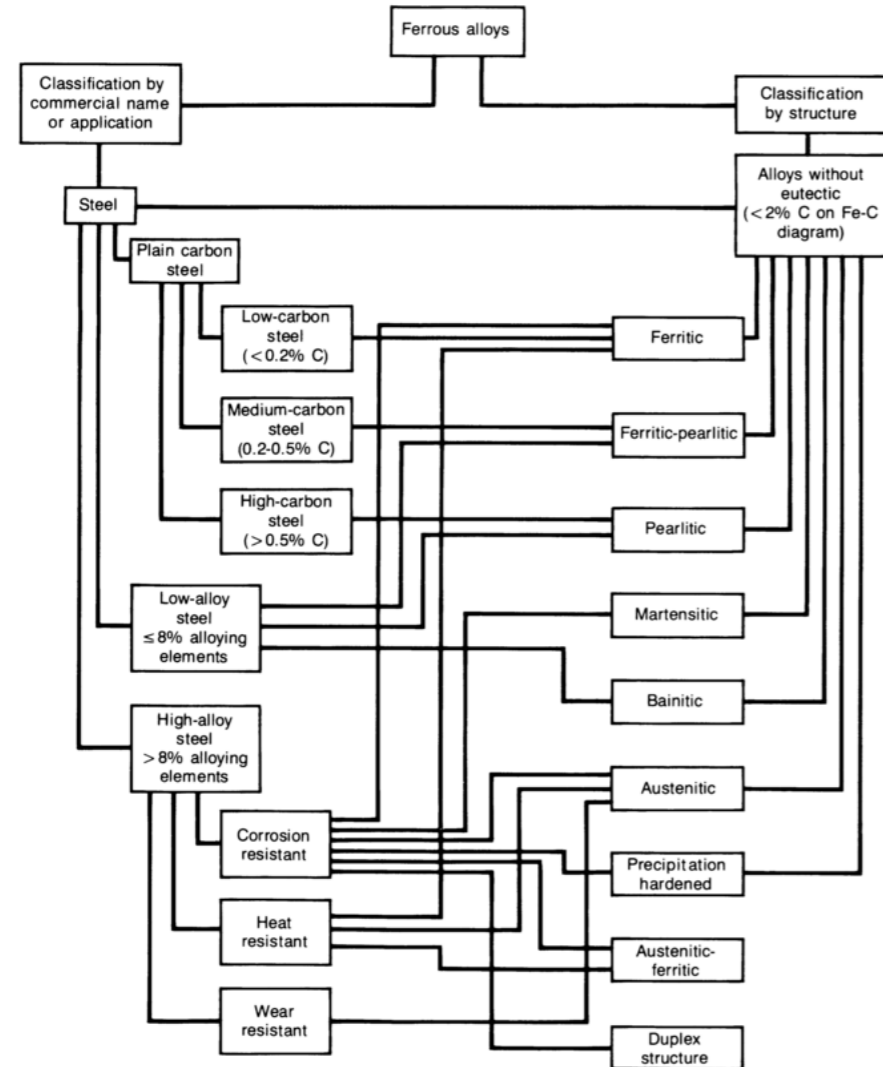 Ferrous alloys
Classification by
commercial name
or application
Classification
by structure
Alloys without
eutectic
(<2% C on Fe-C
diagram)
Steel
Plain carbon
steel
Low-carbon
steel
(<0.2% C)
Ferritic
Medium-carbon
steel
(0.2-0.5% C)
Ferritic-pearlitic
High-carbon
steel
(>0.5% C)
Pearlitic
Low-alloy
steel
≤8% alloying
elements
Martensitic
Bainitic
High-alloy
steel
>8% alloying
elements
Austenitic
Corrosion
resistant
Precipitation
hardened
Heat
resistant
Austenitic-
ferritic
Wear
resistant
Duplex
structure